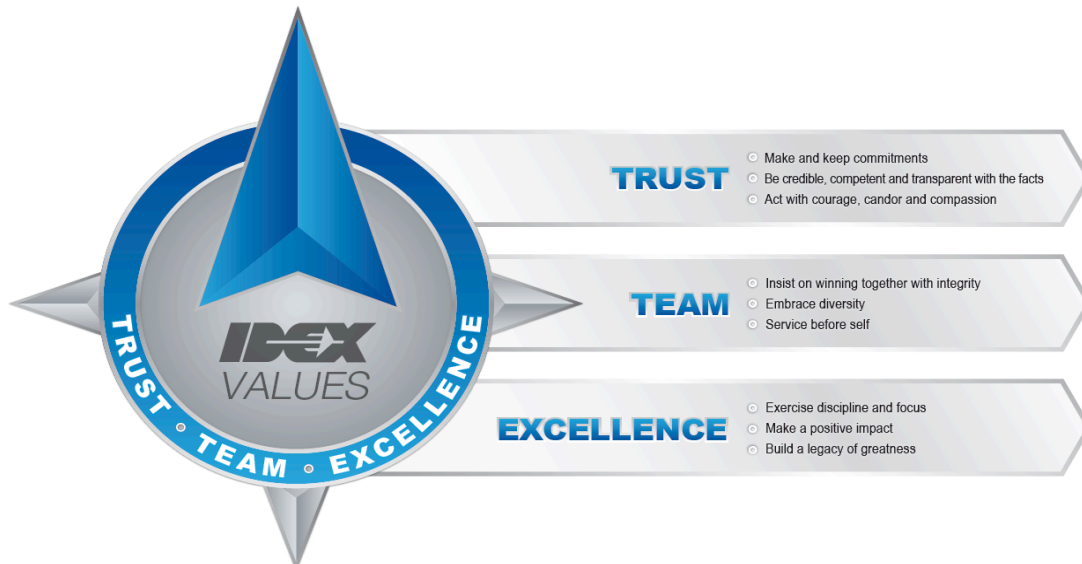 TRUST
Make and keep commitments
Be credible, competent and transparent with the facts
Act with courage, candor and compassion
TEAM
Insist on winning together with integrity
Embrace diversity
Service before self
EXCELLENCE
Exercise discipline and focus
Make a positive impact
Build a legacy of greatness
IDEX
VALUES
TRUST • TEAM • EXCELLENCE